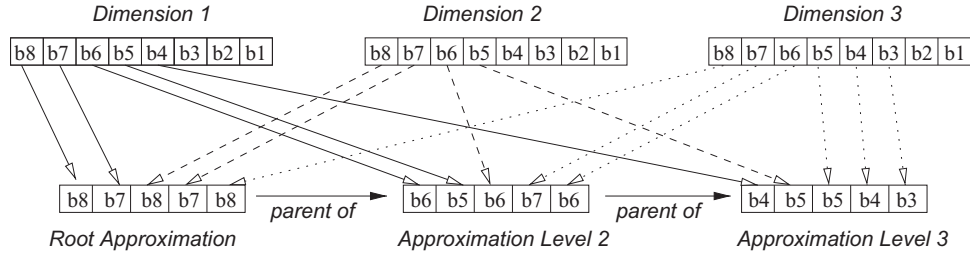 Dimension 1 Dimension 2 Dimension 3
b8 b7 b6 b5 b4 b3 b2 b1 b8 b7 b6 b5 b4 b3 b2 b1 b8 b7 b6 b5 b4 b3 b2 b1
b8 b7 b8 b7 b8 parent of b6 b5 b6 b7 b6 parent of b4 b5 b5 b4 b3
Root Approximation Approximation Level 2 Approximation Level 3